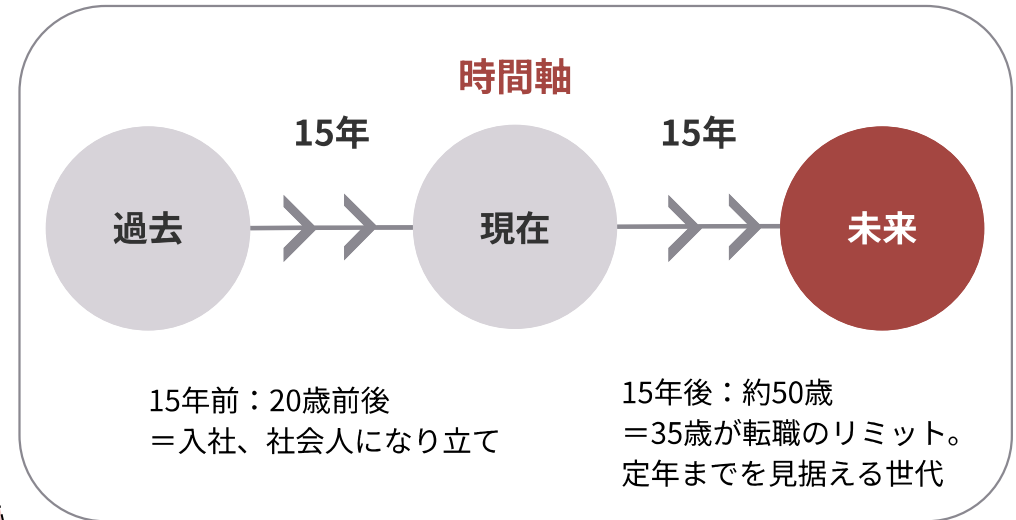 時間軸
15年
15年
過去
現在
未来
15年前：20歳前後
＝入社、社会人になり立て
15年後：約50歳
＝35歳が転職のリミット。
定年までを見据える世代